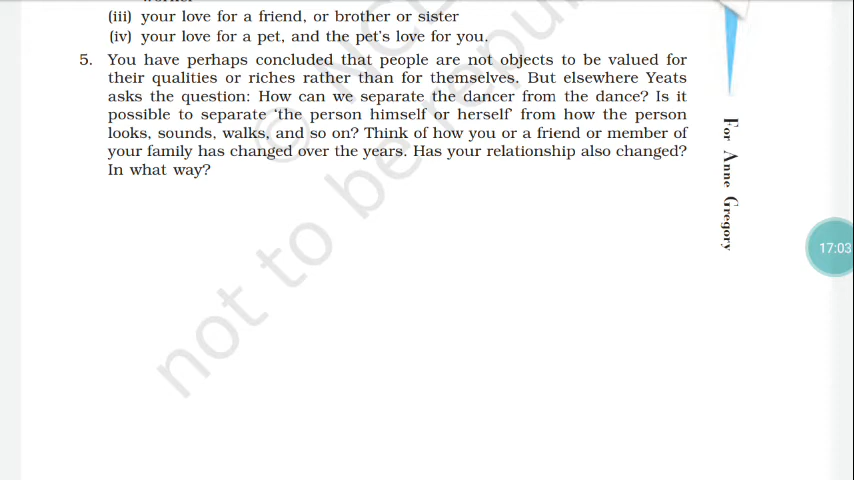 (iii) your love for a friend, or brother or sister
(iv) your love for a pet, and the pet's love for you.
5. You have perhaps concluded that people are not objects to be valued for
their qualities or riches rather than for themselves. But elsewhere Yeats
asks the question: How can we separate the dancer from the dance? Is it
possible to separate ‘the person himself or herself’ from how the person
looks, sounds, walks, and so on? Think of how you or a friend or member of
your family has changed over the years. Has your relationship also changed?
In what way?
For Anne Gregory
17:03
not to be republ